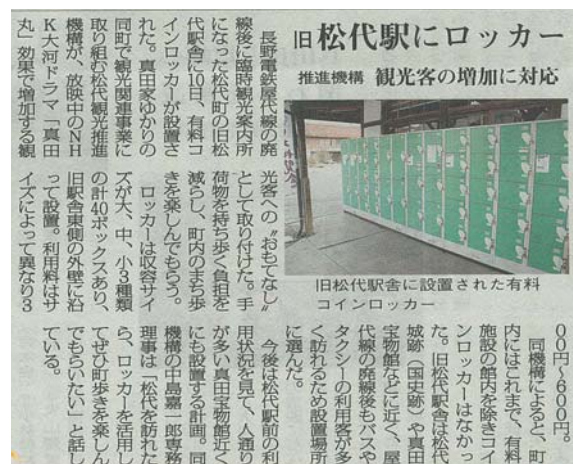 旧松代駅にロッカー
推進機構 観光客の増加に対応
長野電鉄屋代線の廃
線後に臨時観光案内所
になった松代町の旧松
代駅舎に10日、有料コ
インロッカーが設置さ
れた。真田家ゆかりの
同町で観光関連事業に
取り組む松代観光推進
機構が、放映中のNH
K大河ドラマ「真田
丸」効果で増加する観
光客への〝おもてなし〟
として取り付けた。手
荷物を持ち歩く負担を
減らし、町内のまち歩
きを楽しんでもらう。
ロッカーは収容サイ
ズが大、中、小3種類
の計40ボックスあり、
旧駅舎東側の外壁に沿
って設置。利用料はサ
イズによって異なり3
00円～600円。
同機構によると、町
内にはこれまで、有料
施設の館内を除きコイ
ンロッカーはなかっ
た。旧松代駅舎は松代
城跡(国史跡)や真田
宝物館などに近く、屋
代線の廃線後もバスや
タクシーの利用客が多
く訪れるため設置場所
に選んだ。
今後は松代駅前の利
用状況を見て、人通り
が多い真田宝物館近く
にも設置する計画。同
機構の中島嘉一郎専務
理事は「松代を訪れた
ら、ロッカーを活用し
てぜひ町歩きを楽しん
でもらいたい」と話し
ている。
旧松代駅舎に設置された有料
コインロッカー